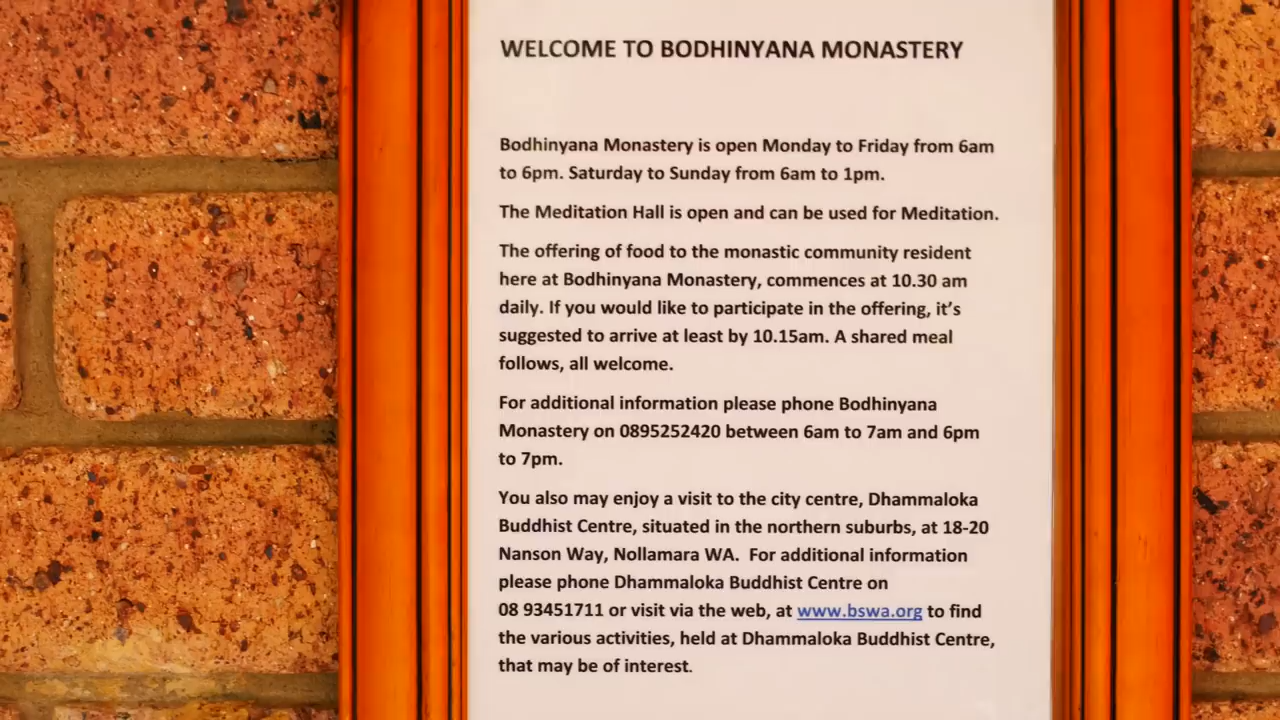 WELCOME TO BODHINYANA MONASTERY
Bodhinyana Monastery is open Monday to Friday from 6am
to 6pm. Saturday to Sunday from 6am to 1pm.
The Meditation Hall is open and can be used for Meditation.
The offering of food to the monastic community resident
here at Bodhinyana Monastery, commences at 10.30 am
daily. If you would like to participate in the offering, it’s
suggested to arrive at least by 10.15am. A shared meal
follows, all welcome.
For additional information please phone Bodhinyana
Monastery on 0895252420 between 6am to 7am and 6pm
to 7pm.
You also may enjoy a visit to the city centre, Dhammaloka
Buddhist Centre, situated in the northern suburbs, at 18-20
Nanson Way, Nollamara WA.  For additional information
please phone Dhammaloka Buddhist Centre on
08 93451711 or visit via the web, at www.bswa.org to find
the various activities, held at Dhammaloka Buddhist Centre,
that may be of interest.